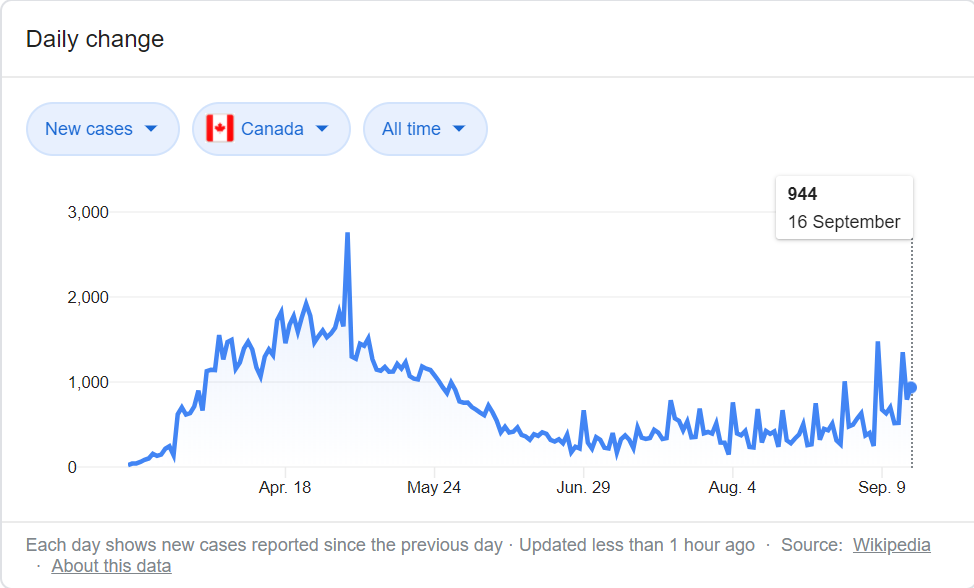 Daily change
New cases
Canada
All time
944
16 September
3,000
2,000
1,000
0
Apr. 18
May 24
Jun. 29
Aug. 4
Sep. 9
Each day shows new cases reported since the previous day · Updated less than 1 hour ago · Source: Wikipedia
· About this data